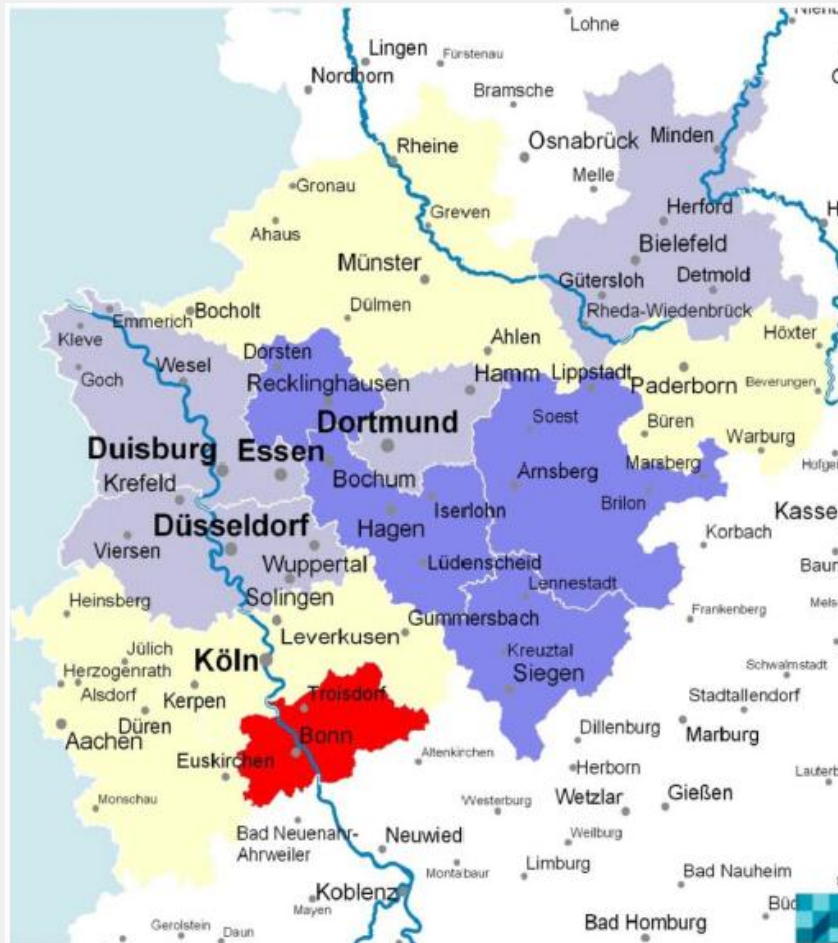 Lohne
Lingen
Fürstenau
Nordhorn
Bramsche
Minden
Osnabrück
Rheine
Melle
Gronau
Herford
Greven
Ahaus
Bielefeld
Münster
Gütersloh
Detmold
Bocholt
Emmerich
Dülmen
Rheda-Wiedenbrück
Kleve
Ahlen
Höxter
Dorsten
Wesel
Goch
Recklinghausen
Hamm
Lippstadt
Paderborn
Beverungen
Dortmund
Soest
Büren
Warburg
Duisburg
Essen
Marsberg
Krefeld
Bochum
Arnsberg
Brilon
Iserlohn
Hagen
Düsseldorf
Korbach
Viersen
Wuppertal
Lüdenscheid
Lennestadt
Heinsberg
Solingen
Gummersbach
Frankenberg
Leverkusen
Jülich
Köln
Kreuztal
Herzogenrath
Siegen
Schwalmstadt
Alsdorf
Kerpen
Troisdorf
Stadtallendorf
Düren
Aachen
Bonn
Dillenburg
Marburg
Euskirchen
Altenkirchen
Herborn
Monschau
Westerburg
Wetzlar
Gießen
Bad Neuenahr-
Ahrweiler
Neuwied
Weilburg
Montabaur
Limburg
Bad Nauheim
Koblenz
Mayen
Gerolstein
Daun
Bad Homburg